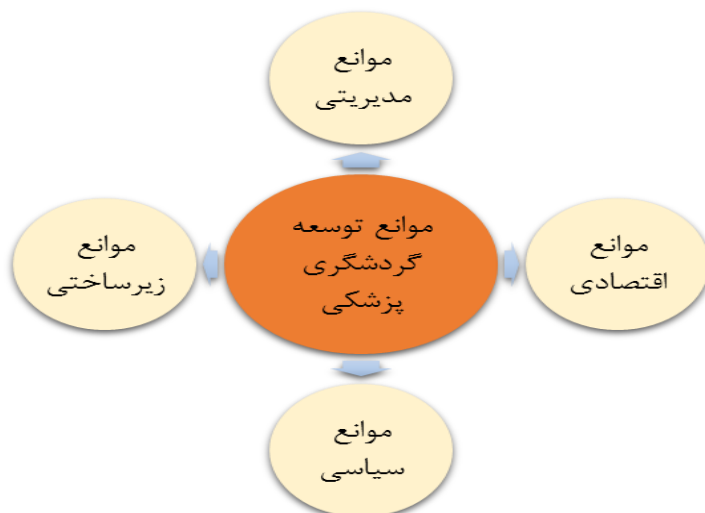 موانع
مدیریتی
موانع توسعه
گردشگری
پزشکی
موانع
اقتصادی
موانع
زیرساختی
موانع
سیاسی